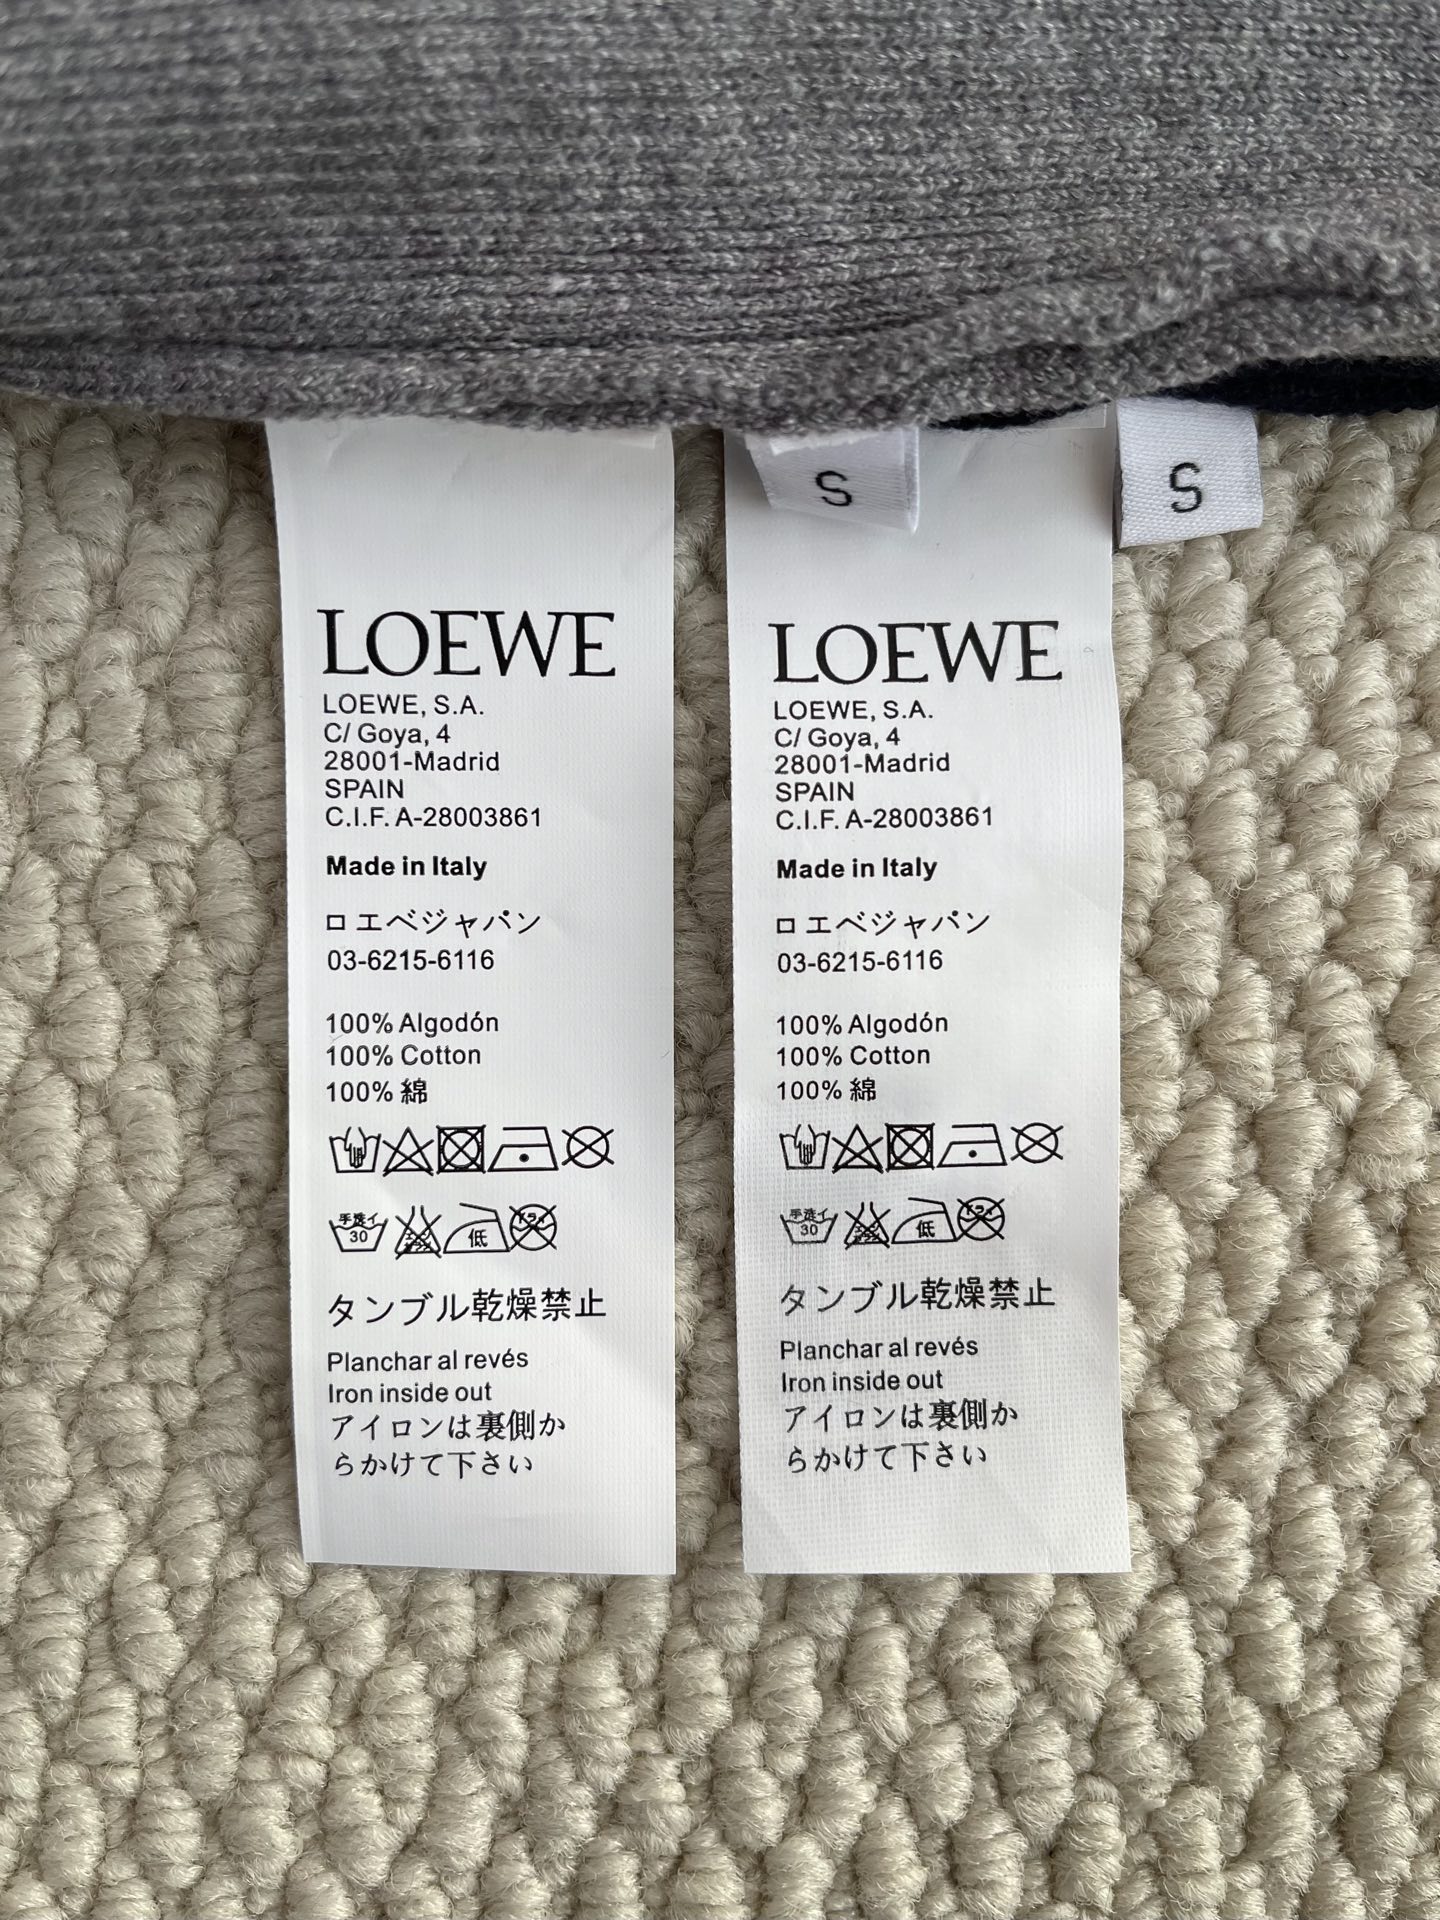 S
S
LOEWE
LOEWE, S.A.
C/ Goya, 4
28001-Madrid
SPAIN
C.I.F. A-28003861
Made in Italy
ロエベジャパン
03-6215-6116
100% Algodón
100% Cotton
100% 綿
手洗イ
30
低
タンブル乾燥禁止
Planchar al revés
Iron inside out
アイロンは裏側か
らかけて下さい
LOEWE
LOEWE, S.A.
C/ Goya, 4
28001-Madrid
SPAIN
C.I.F. A-28003861
Made in Italy
ロエベジャパン
03-6215-6116
100% Algodón
100% Cotton
100% 綿
手洗イ
30
低
タンブル乾燥禁止
Planchar al revés
Iron inside out
アイロンは裏側か
らかけて下さい